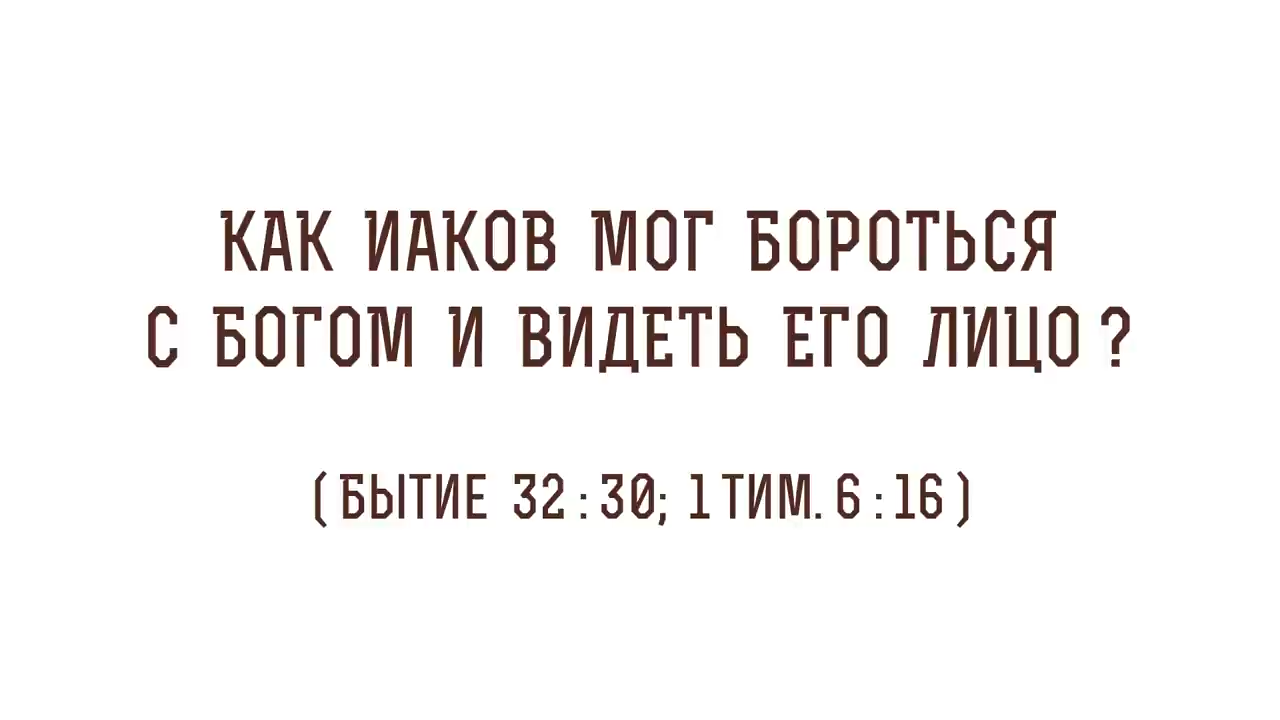 КАК ИАКОВ МОГ БОРОТЬСЯ
С БОГОМ И ВИДЕТЬ ЕГО ЛИЦО?
(БЫТИЕ 32:30; 1 ТИМ. 6:16)